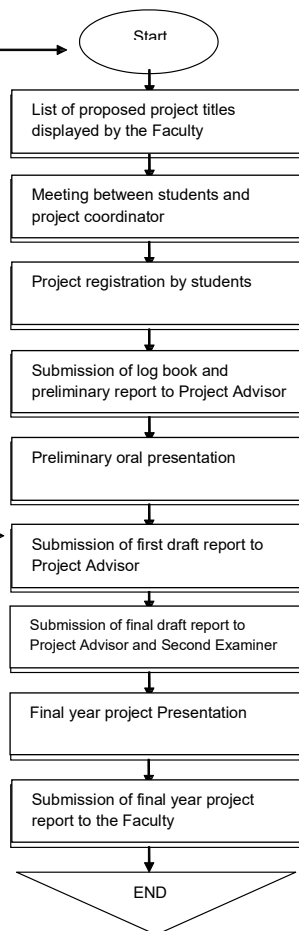 Start
List of proposed project titles
displayed by the Faculty
Meeting between students and
project coordinator
Project registration by students
Submission of log book and
preliminary report to Project Advisor
Preliminary oral presentation
Submission of first draft report to
Project Advisor
Submission of final draft report to
Project Advisor and Second Examiner
Final year project Presentation
Submission of final year project
report to the Faculty
END